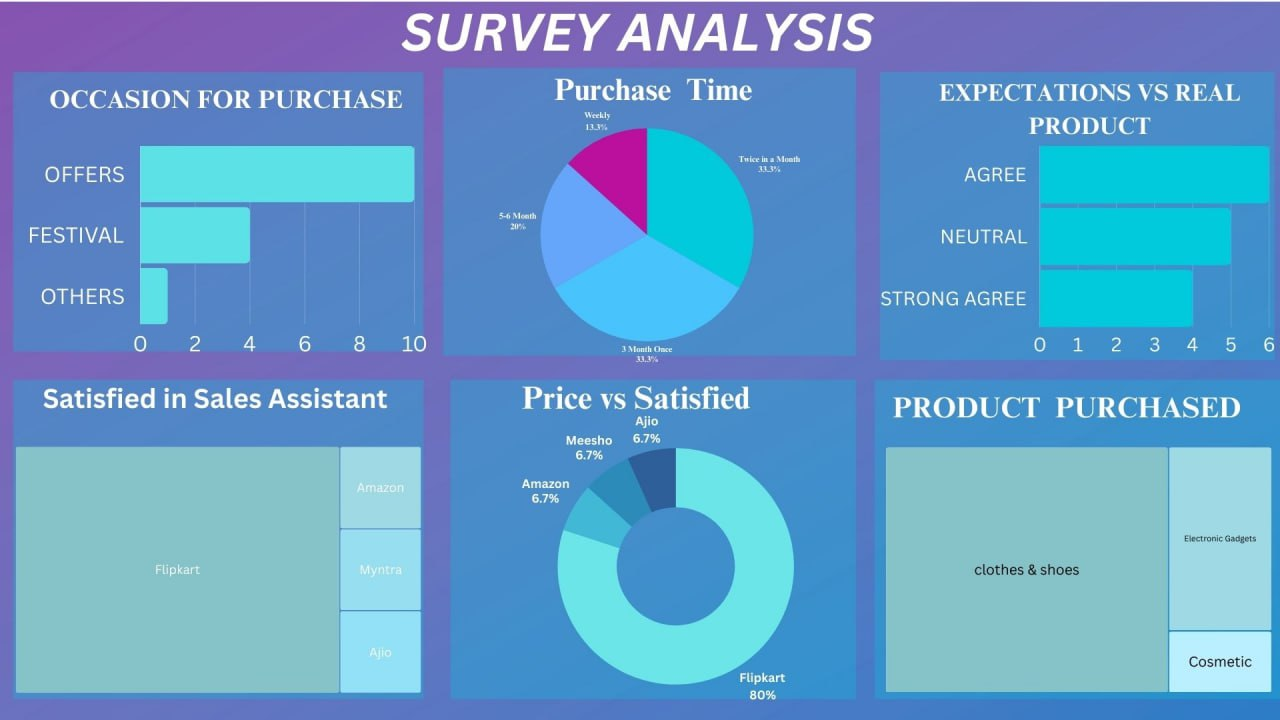 SURVEY ANALYSIS
OCCASION FOR PURCHASE
OFFERS
FESTIVAL
OTHERS
0 2 4 6 8 10
Purchase Time
Weekly
13.3%
Twice in a Month
33.3%
5-6 Month
20%
3 Month Once
33.3%
EXPECTATIONS VS REAL
PRODUCT
AGREE
NEUTRAL
STRONG AGREE
0 1 2 3 4 5 6
Satisfied in Sales Assistant
Flipkart
Amazon
Myntra
Ajio
Price vs Satisfied
Ajio
6.7%
Meesho
6.7%
Amazon
6.7%
Flipkart
80%
PRODUCT PURCHASED
clothes & shoes
Electronic Gadgets
Cosmetic